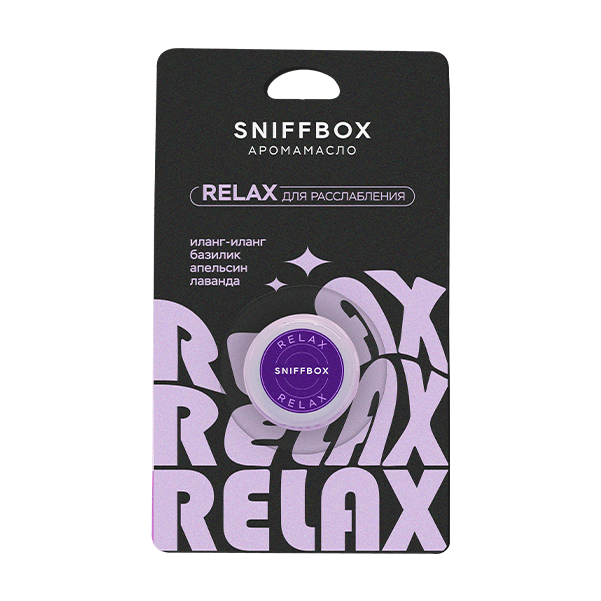 SNIFFBOX
АРОМАМАСЛО
RELAX ДЛЯ РАССЛАБЛЕНИЯ
иланг-иланг
базилик
апельсин
лаванда
RELAX
RELAX
SNIFFBOX
RELAX
RELAX
RELAX